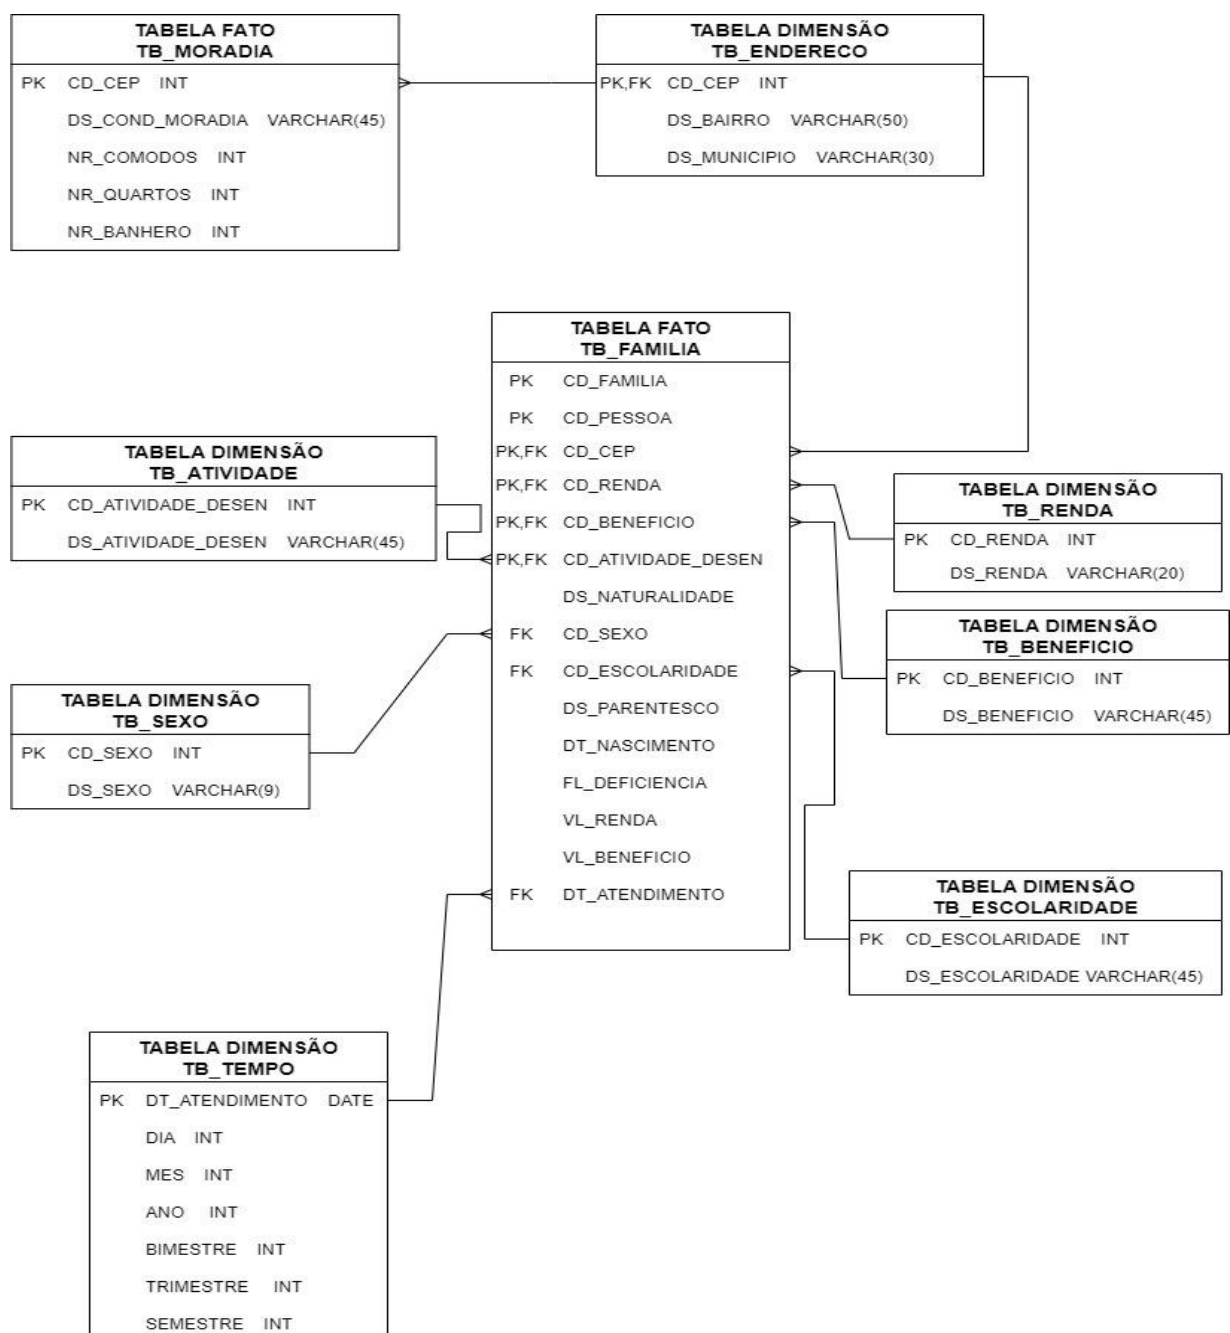 TABELA FATO
TB_MORADIA
PK CD_CEP INT
DS_COND_MORADIA VARCHAR(45)
NR_COMODOS INT
NR_QUARTOS INT
NR_BANHERO INT
TABELA DIMENSÃO
TB_ENDERECO
PK,FK CD_CEP INT
DS_BAIRRO VARCHAR(50)
DS_MUNICIPIO VARCHAR(30)
TABELA FATO
TB_FAMILIA
PK CD_FAMILIA
PK CD_PESSOA
PK,FK CD_CEP
PK,FK CD_RENDA
PK,FK CD_BENEFICIO
PK,FK CD_ATIVIDADE_DESEN
DS_NATURALIDADE
FK CD_SEXO
FK CD_ESCOLARIDADE
DS_PARENTESCO
DT_NASCIMENTO
FL_DEFICIENCIA
VL_RENDA
VL_BENEFICIO
FK DT_ATENDIMENTO
TABELA DIMENSÃO
TB_ATIVIDADE
PK CD_ATIVIDADE_DESEN INT
DS_ATIVIDADE_DESEN VARCHAR(45)
TABELA DIMENSÃO
TB_RENDA
PK CD_RENDA INT
DS_RENDA VARCHAR(20)
TABELA DIMENSÃO
TB_BENEFICIO
PK CD_BENEFICIO INT
DS_BENEFICIO VARCHAR(45)
TABELA DIMENSÃO
TB_SEXO
PK CD_SEXO INT
DS_SEXO VARCHAR(9)
TABELA DIMENSÃO
TB_ESCOLARIDADE
PK CD_ESCOLARIDADE INT
DS_ESCOLARIDADE VARCHAR(45)
TABELA DIMENSÃO
TB_TEMPO
PK DT_ATENDIMENTO DATE
DIA INT
MES INT
ANO INT
BIMESTRE INT
TRIMESTRE INT
SEMESTRE INT